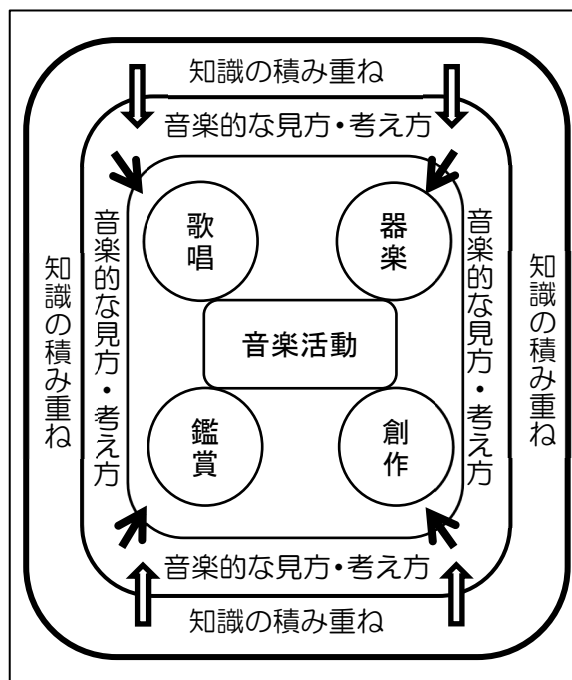 知識の積み重ね
音楽的な見方・考え方
知識の積み重ね
音楽的な見方・考え方
歌唱
器楽
音楽活動
鑑賞
創作
音楽的な見方・考え方
知識の積み重ね
音楽的な見方・考え方
知識の積み重ね